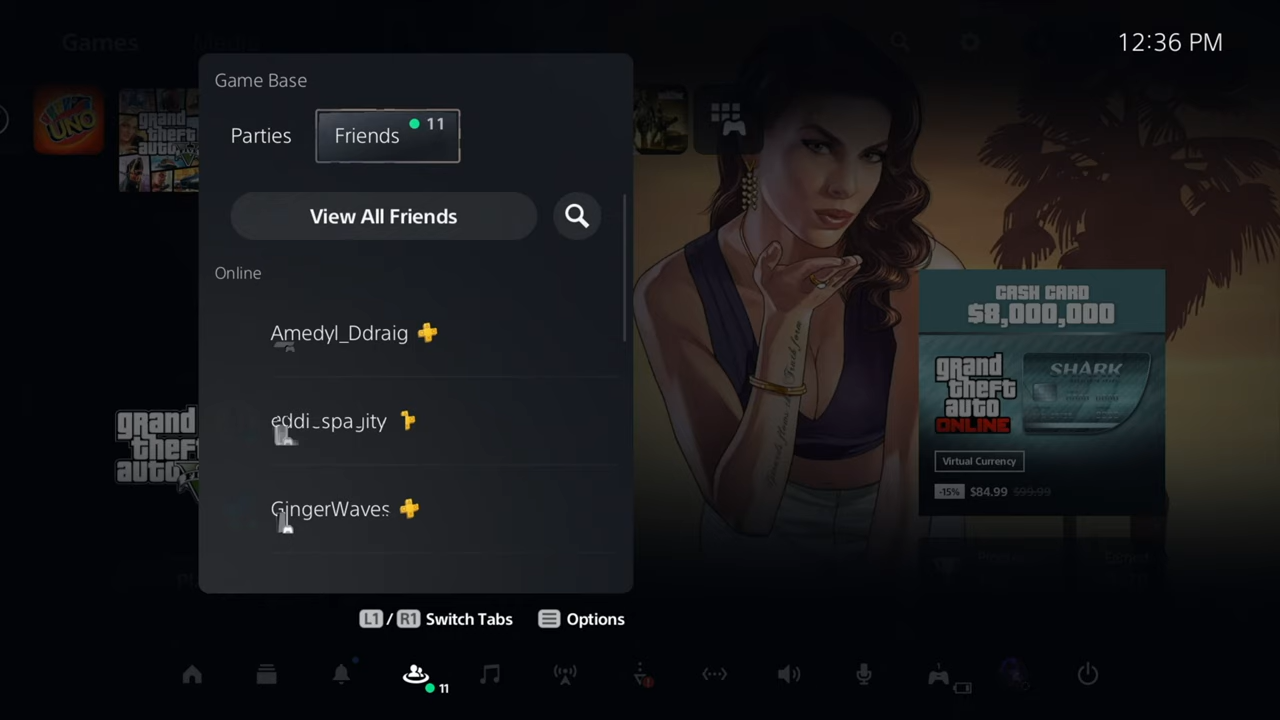 Games
Media
12:36 PM
Game Base
Parties
Friends
11
UNO
grand
theft
auto
View All Friends
Online
Amedyl_Ddraig
GingerWaves
grand
theft
auto
CASH CARD
$8,000,000
grand
theft
auto
ONLINE
SHARK
Virtual Currency
-15% $84.99 $99.99
L1 / R1 Switch Tabs Options
11